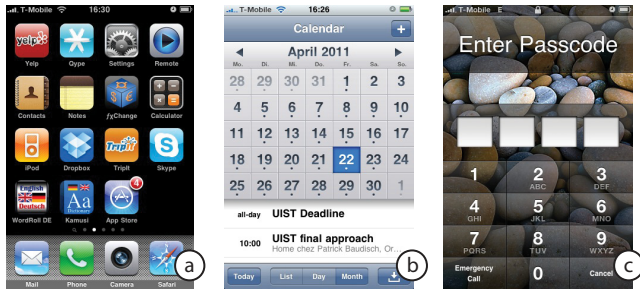 T-Mobile 16:30
yelp
Yelp Qype Settings Remote
Contacts Notes ƒχChange Calculator
TripIt
iPod Dropbox TripIt Skype
English
Deutsch Aa 4
Dictionary
WordRoll DE Kamusi App Store
Mail Phone Camera Safari
a
T-Mobile 16:26
Calendar +
April 2011
Mo. Di. Mi. Do. Fr. Sa. So.
28 29 30 31 1 2 3
4 5 6 7 8 9 10
11 12 13 14 15 16 17
18 19 20 21 22 23 24
25 26 27 28 29 30 1
all-day UIST Deadline
10:00 UIST final approach
Home chez Patrick Baudisch, Or...
Today List Day Month
b
T-Mobile E
Enter Passcode
1 2 3
ABC DEF
4 5 6
GHI JKL MNO
7 8 9
PQRS TUV WXYZ
Emergency
Call 0 Cancel
c